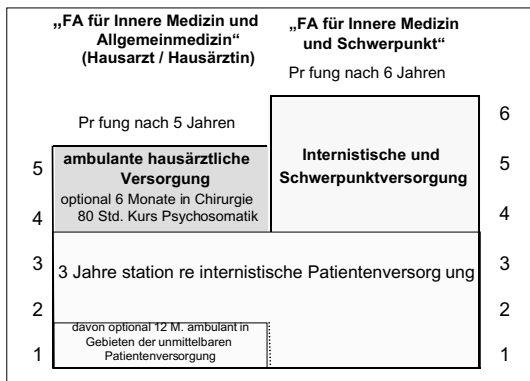 „FA für Innere Medizin und
Allgemeinmedizin“
(Hausarzt / Hausärztin)
„FA für Innere Medizin
und Schwerpunkt“
Pr fung nach 6 Jahren
Pr fung nach 5 Jahren
ambulante hausärztliche
Versorgung
optional 6 Monate in Chirurgie
80 Std. Kurs Psychosomatik
Internistische und
Schwerpunktversorgung
3 Jahre station re internistische Patientenversorg ung
davon optional 12 M. ambulant in
Gebieten der unmittelbaren
Patientenversorgung
5
4
3
2
1
6
5
4
3
2
1